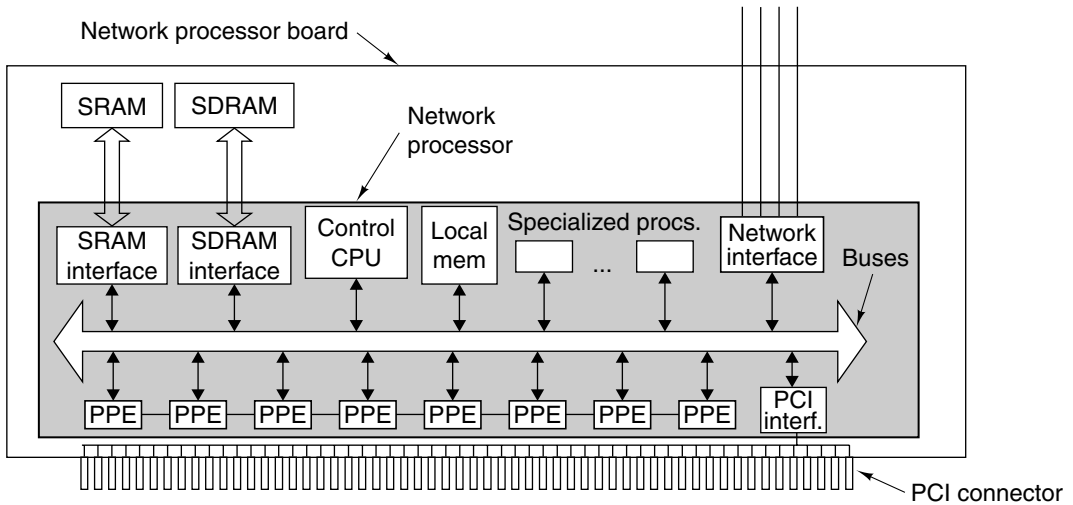 Network processor board
SRAM
SDRAM
Network
processor
SRAM
interface
SDRAM
interface
Control
CPU
Local
mem
Specialized procs.
...
Network
interface
Buses
PPE
PPE
PPE
PPE
PPE
PPE
PPE
PPE
PCI
interf.
PCI connector